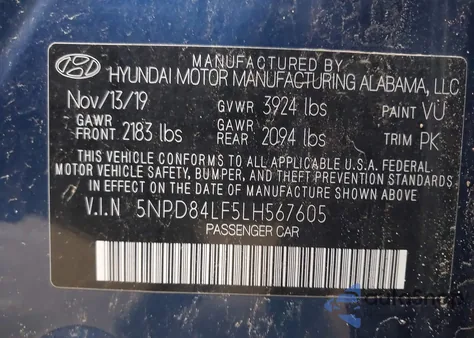 MANUFACTURED BY
HYUNDAI MOTOR MANUFACTURING ALABAMA, LLC
Nov/13/19 GVWR 3924 lbs PAINT VU
GAWR FRONT 2183 lbs GAWR REAR 2094 lbs TRIM PK
THIS VEHICLE CONFORMS TO ALL APPLICABLE U.S.A. FEDERAL
MOTOR VEHICLE SAFETY, BUMPER, AND THEFT PREVENTION STANDARDS
IN EFFECT ON THE DATE OF MANUFACTURE SHOWN ABOVE.
V.I.N 5NPD84LF5LH567605
PASSENGER CAR